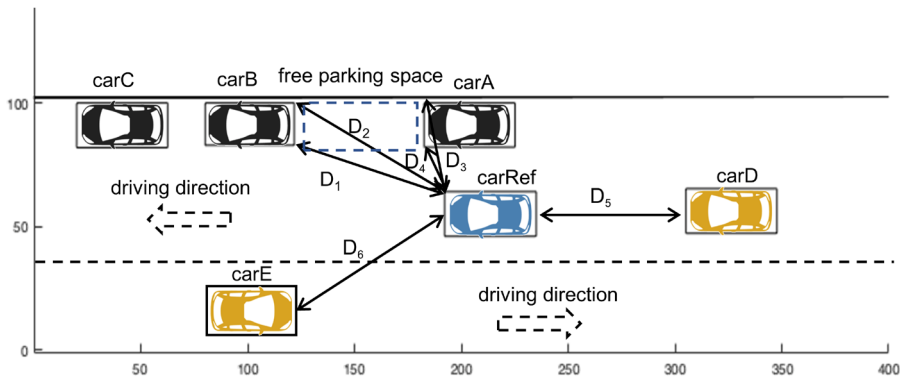 free parking space
carC
carB
carA
100
D2
D4
D3
D1
carRef
carD
driving direction
D5
50
D6
carE
driving direction
0
50
100
150
200
250
300
350
400